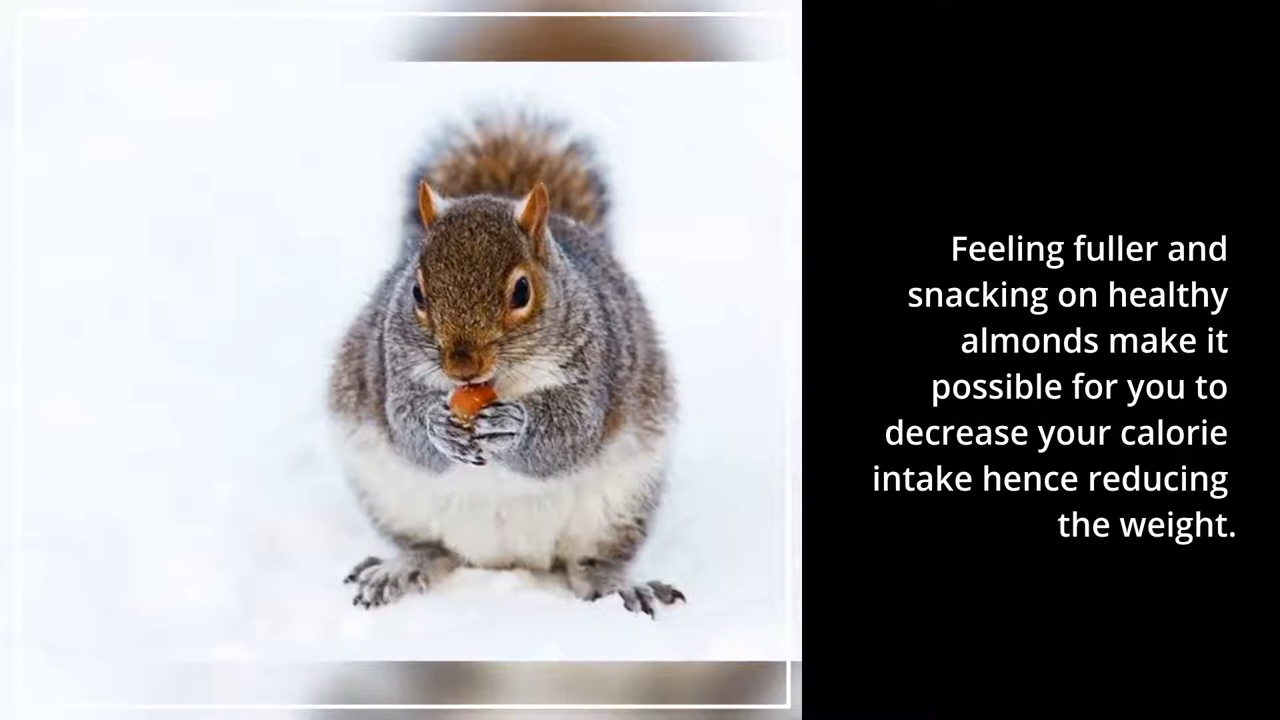 Feeling fuller and
snacking on healthy
almonds make it
possible for you to
decrease your calorie
intake hence reducing
the weight.